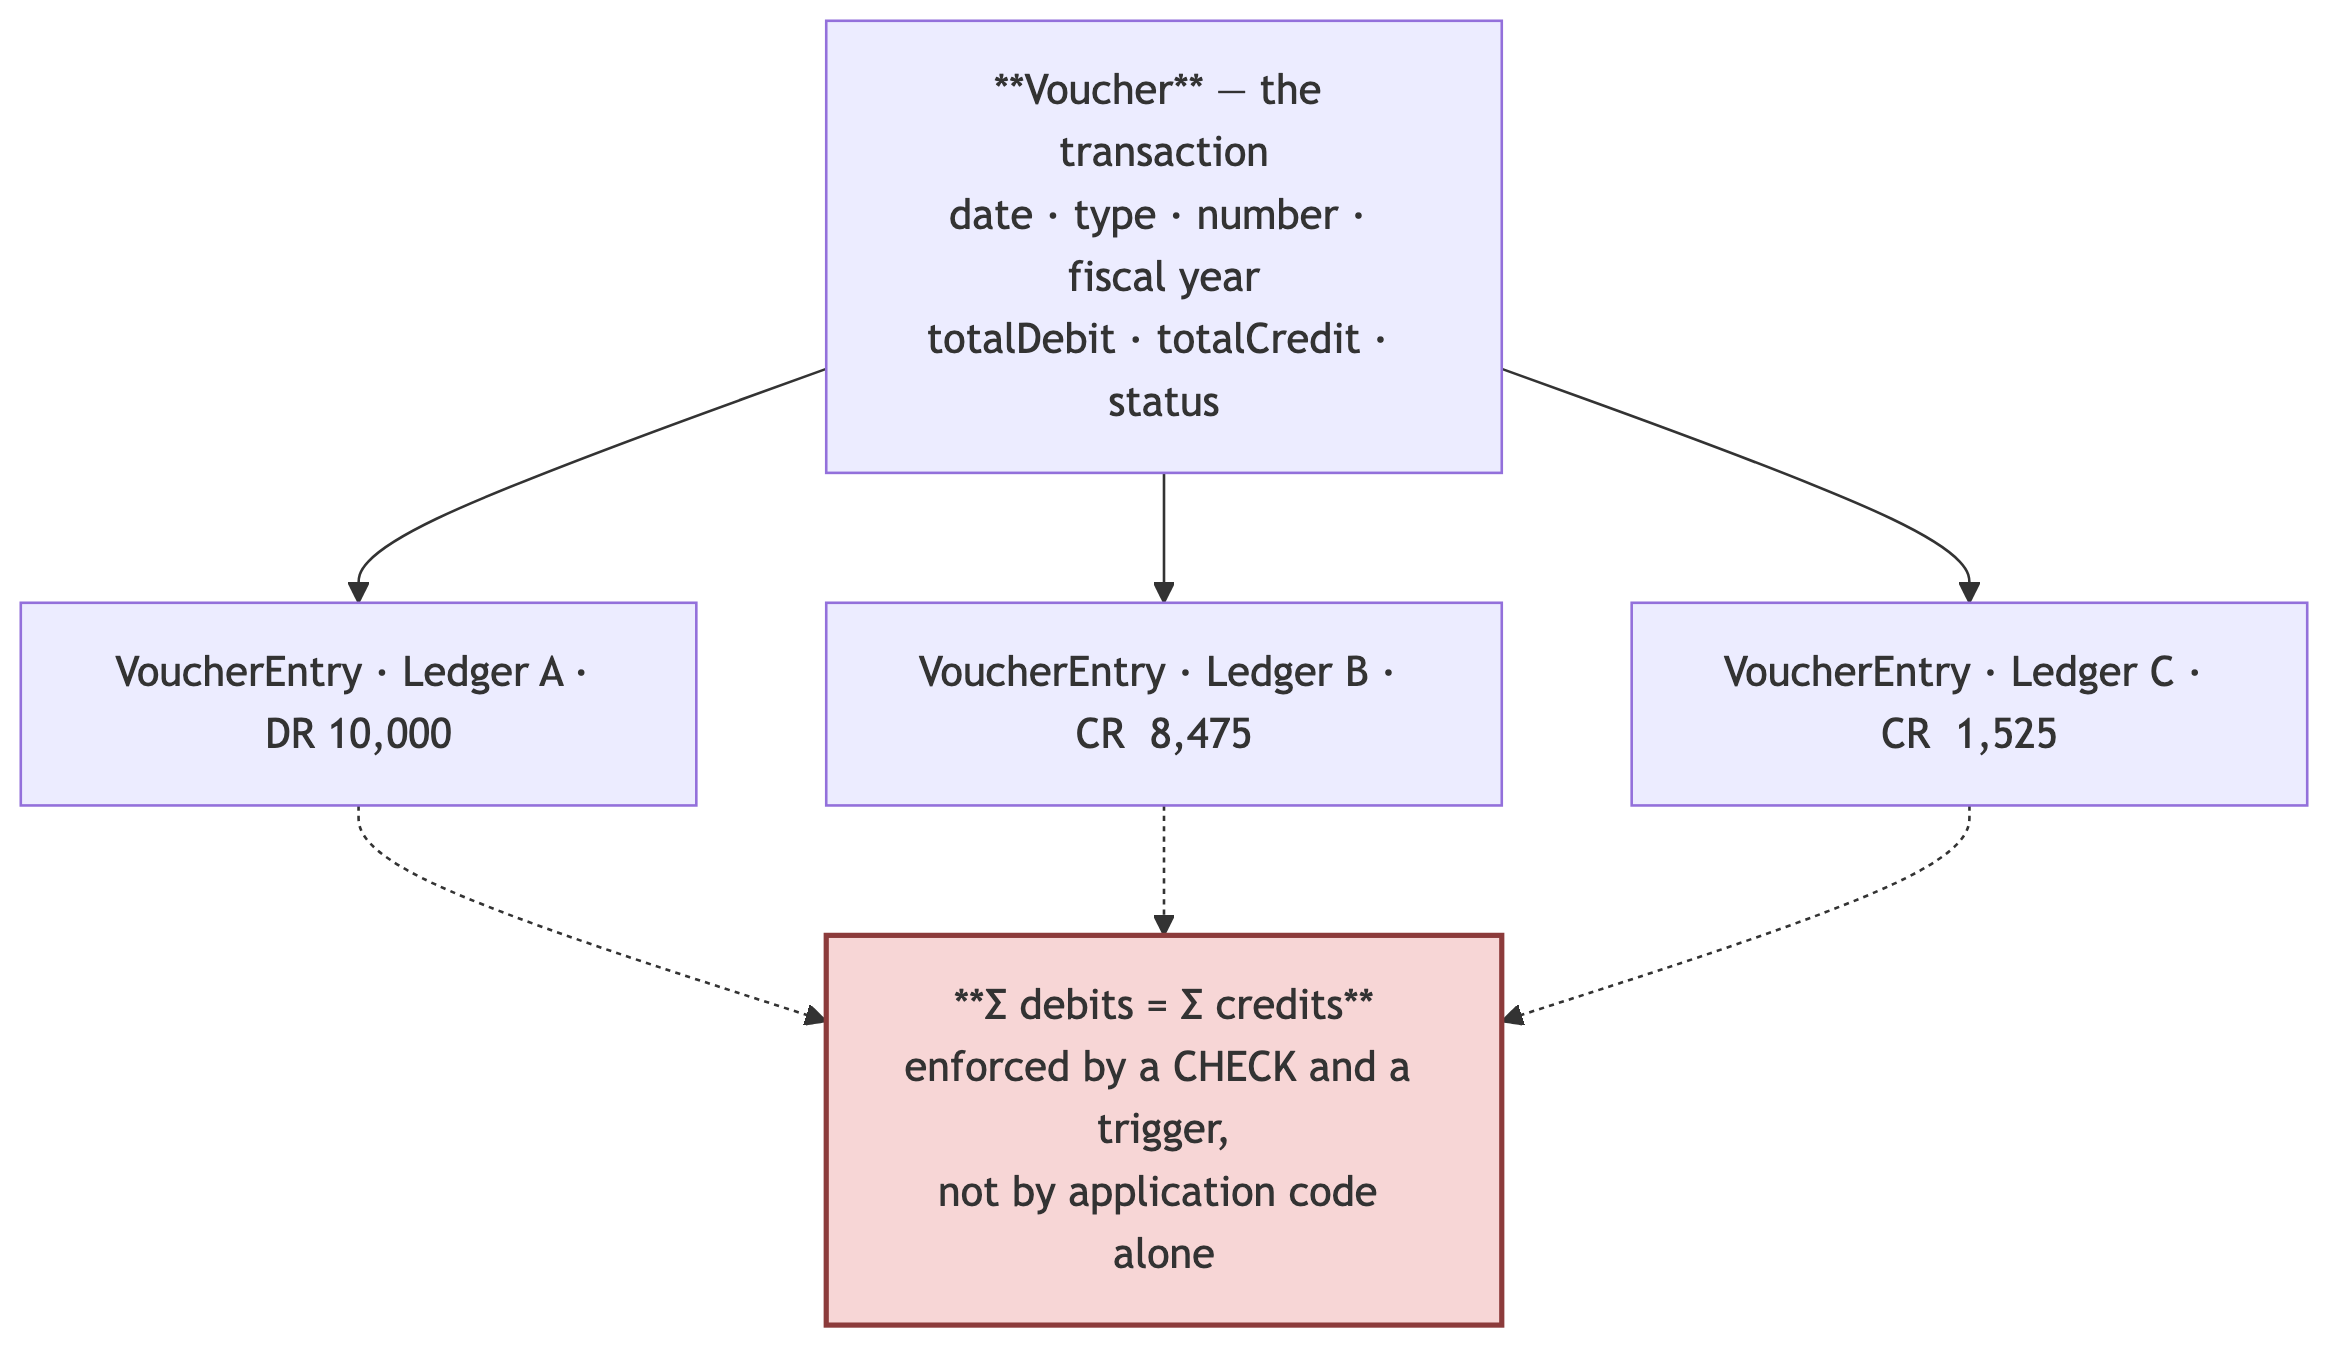 **Voucher** — the
transaction
date · type · number ·
fiscal year
totalDebit · totalCredit ·
status
VoucherEntry · Ledger A ·
DR 10,000
VoucherEntry · Ledger B ·
CR  8,475
VoucherEntry · Ledger C ·
CR  1,525
**Σ debits = Σ credits**
enforced by a CHECK and a
trigger,
not by application code
alone